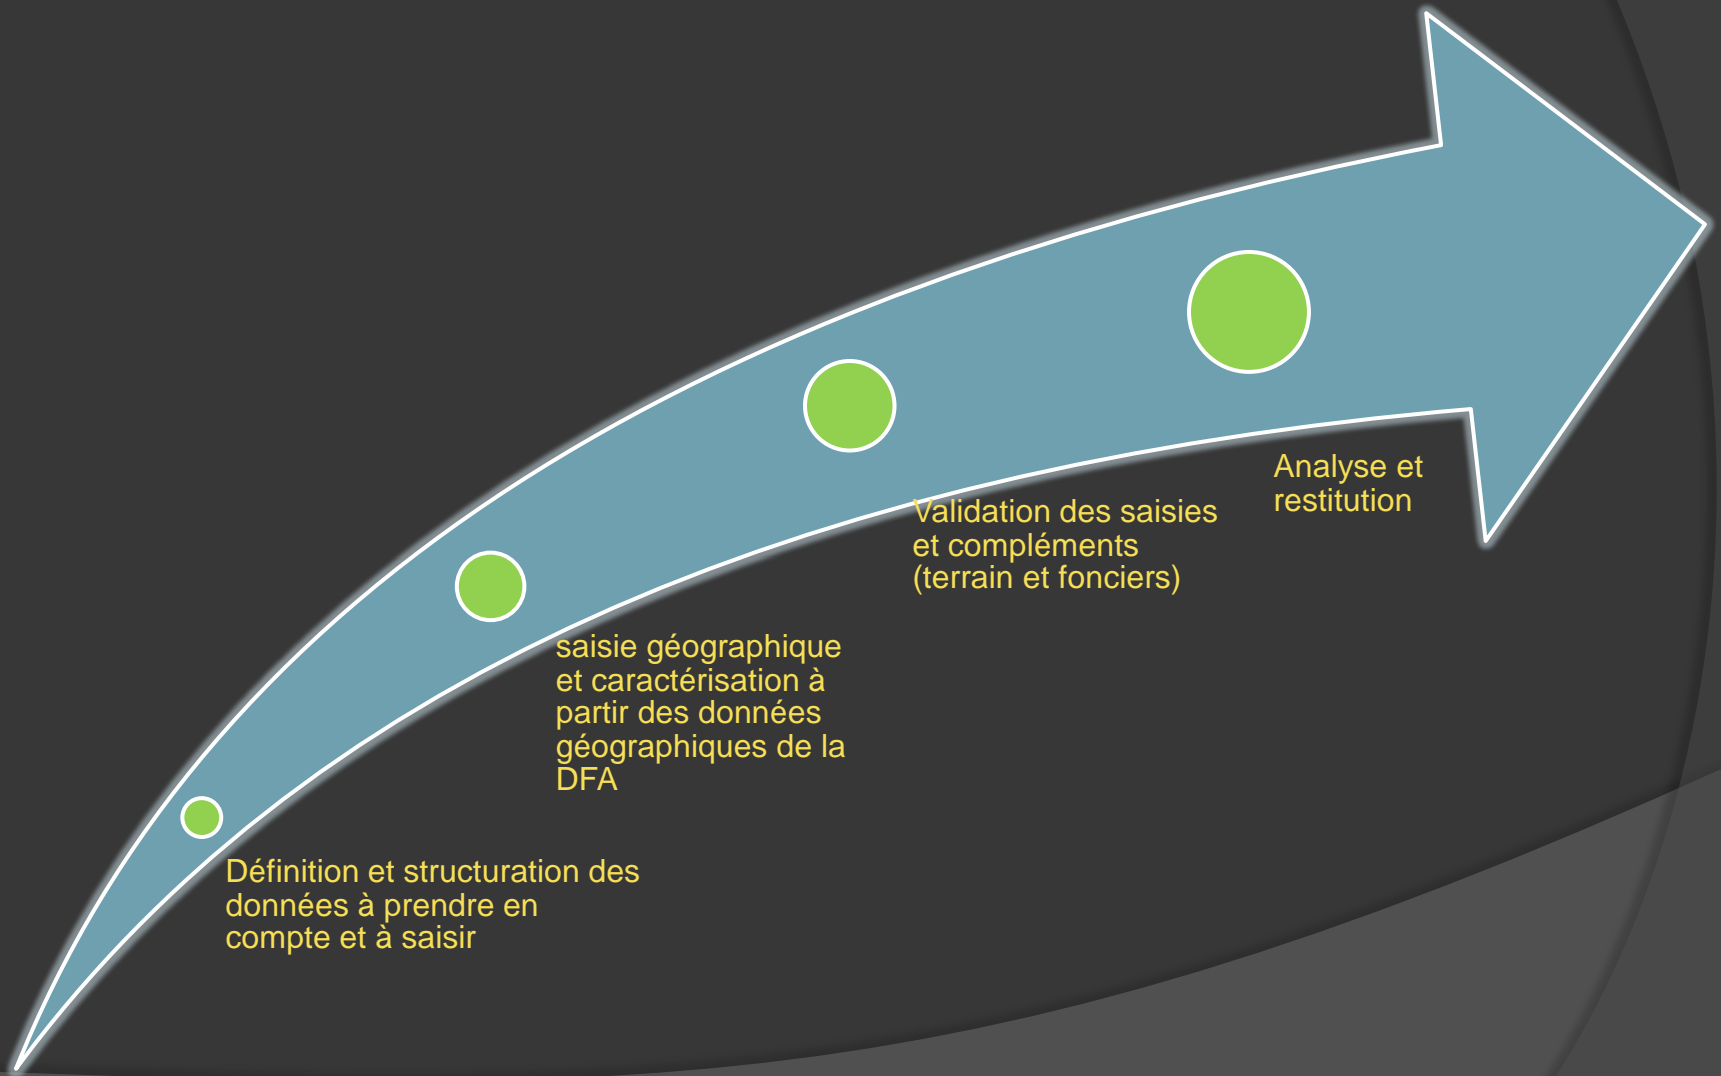 Définition et structuration des
données à prendre en
compte et à saisir
saisie géographique
et caractérisation à
partir des données
géographiques de la
DFA
Validation des saisies
et compléments
(terrain et fonciers)
Analyse et
restitution